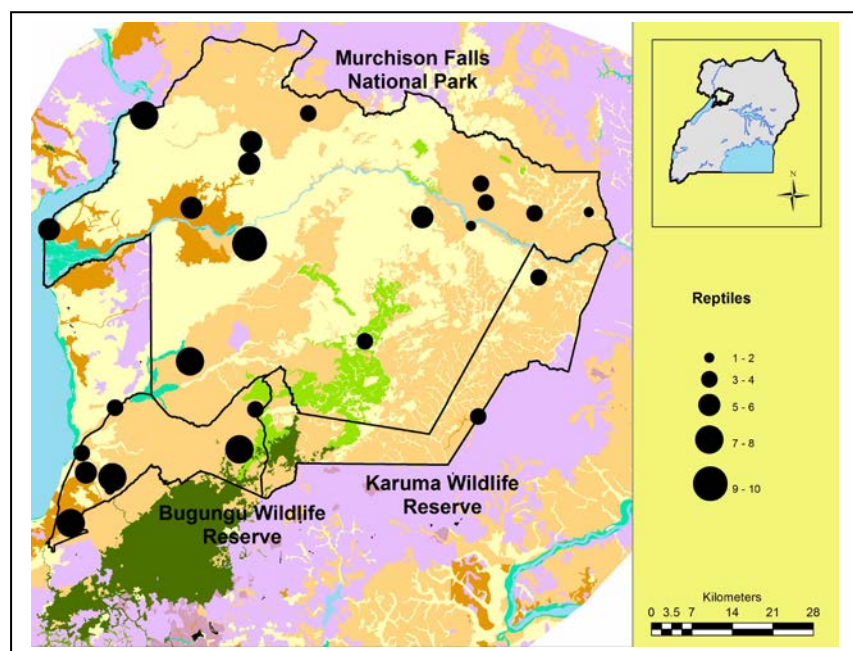 Murchison Falls
National Park
N
Reptiles
1 - 2
3 - 4
5 - 6
7 - 8
9 - 10
Karuma Wildlife
Reserve
Bugungu Wildlife
Reserve
Kilometers
0 3.5 7 14 21 28